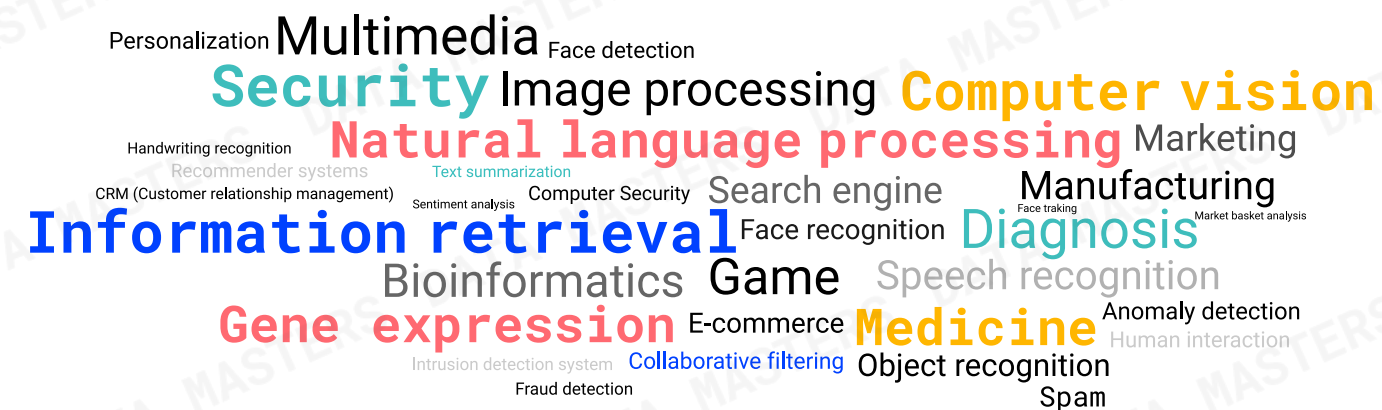 Personalization Multimedia Face detection
Security Image processing Computer vision
Handwriting recognition Natural language processing Marketing
Recommender systems Text summarization
CRM (Customer relationship management) Sentiment analysis Computer Security Search engine Manufacturing
Information retrieval Face recognition Diagnosis Face traking Market basket analysis
Bioinformatics Game Speech recognition
Gene expression E-commerce Medicine Anomaly detection
Human interaction
Intrusion detection system Collaborative filtering Object recognition
Fraud detection Spam
DATA MASTERS